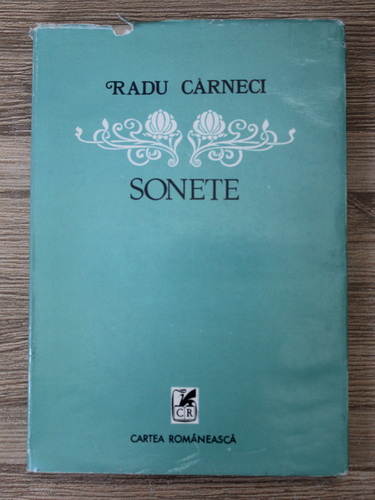 RADU CÂRNECI
SONETE
CR
CARTEA ROMÂNEASCĂ